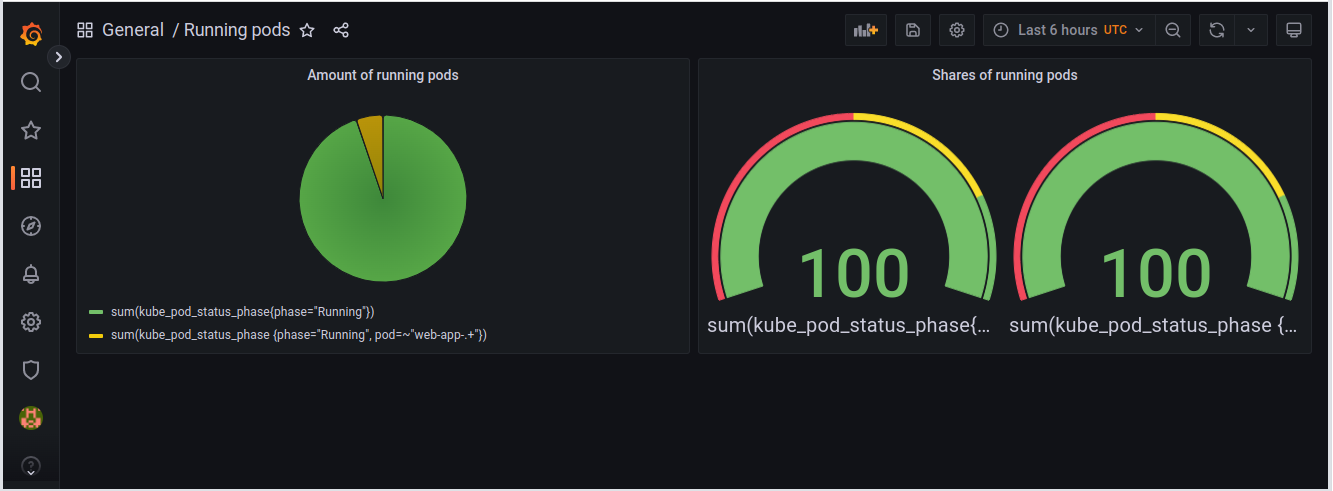 General / Running pods
Last 6 hours UTC
Amount of running pods
sum(kube_pod_status_phase{phase="Running"})
sum(kube_pod_status_phase {phase="Running", pod=~"web-app-.+"})
Shares of running pods
100
sum(kube_pod_status_phase{...
100
sum(kube_pod_status_phase {...